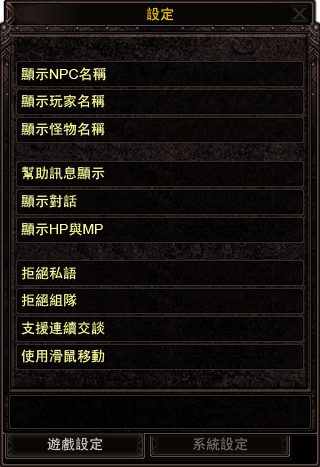 設定
顯示NPC名稱
顯示玩家名稱
顯示怪物名稱
幫助訊息顯示
顯示對話
顯示HP與MP
拒絕私語
拒絕組隊
支援連續交談
使用滑鼠移動
遊戲設定
系統設定